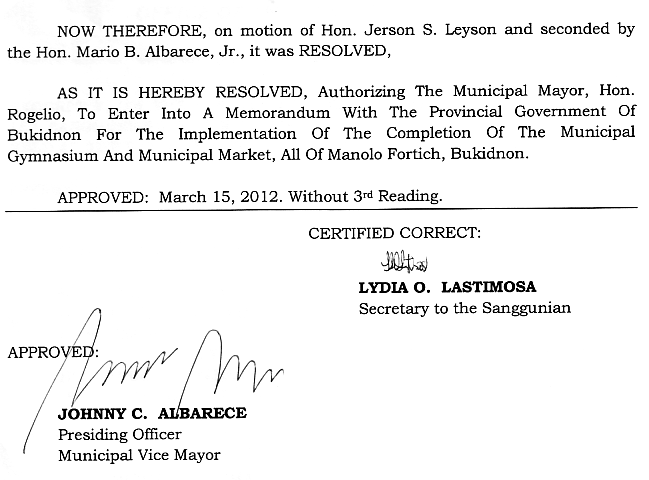 NOW THEREFORE, on motion of Hon. Jerson S. Leyson and seconded by
the Hon. Mario B. Albarece, Jr., it was RESOLVED,
AS IT IS HEREBY RESOLVED, Authorizing The Municipal Mayor, Hon.
Rogelio, To Enter Into A Memorandum With The Provincial Government Of
Bukidnon For The Implementation Of The Completion Of The Municipal
Gymnasium And Municipal Market, All Of Manolo Fortich, Bukidnon.
APPROVED: March 15, 2012. Without 3rd Reading.
CERTIFIED CORRECT:
LYDIA O. LASTIMOSA
Secretary to the Sanggunian
APPROVED:
JOHNNY C. ALBARECE
Presiding Officer
Municipal Vice Mayor